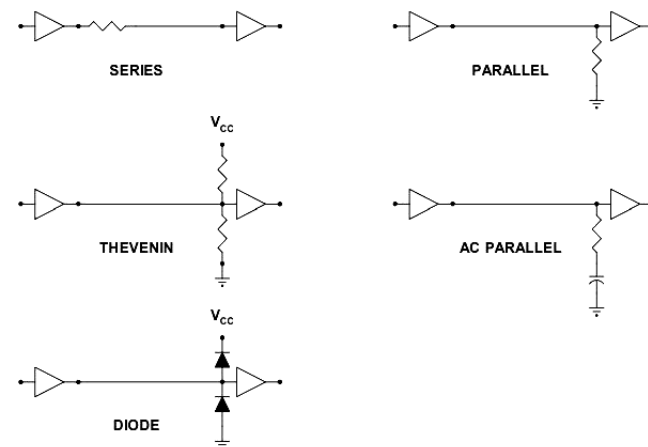 SERIES
PARALLEL
VCC
THEVENIN
AC PARALLEL
VCC
DIODE